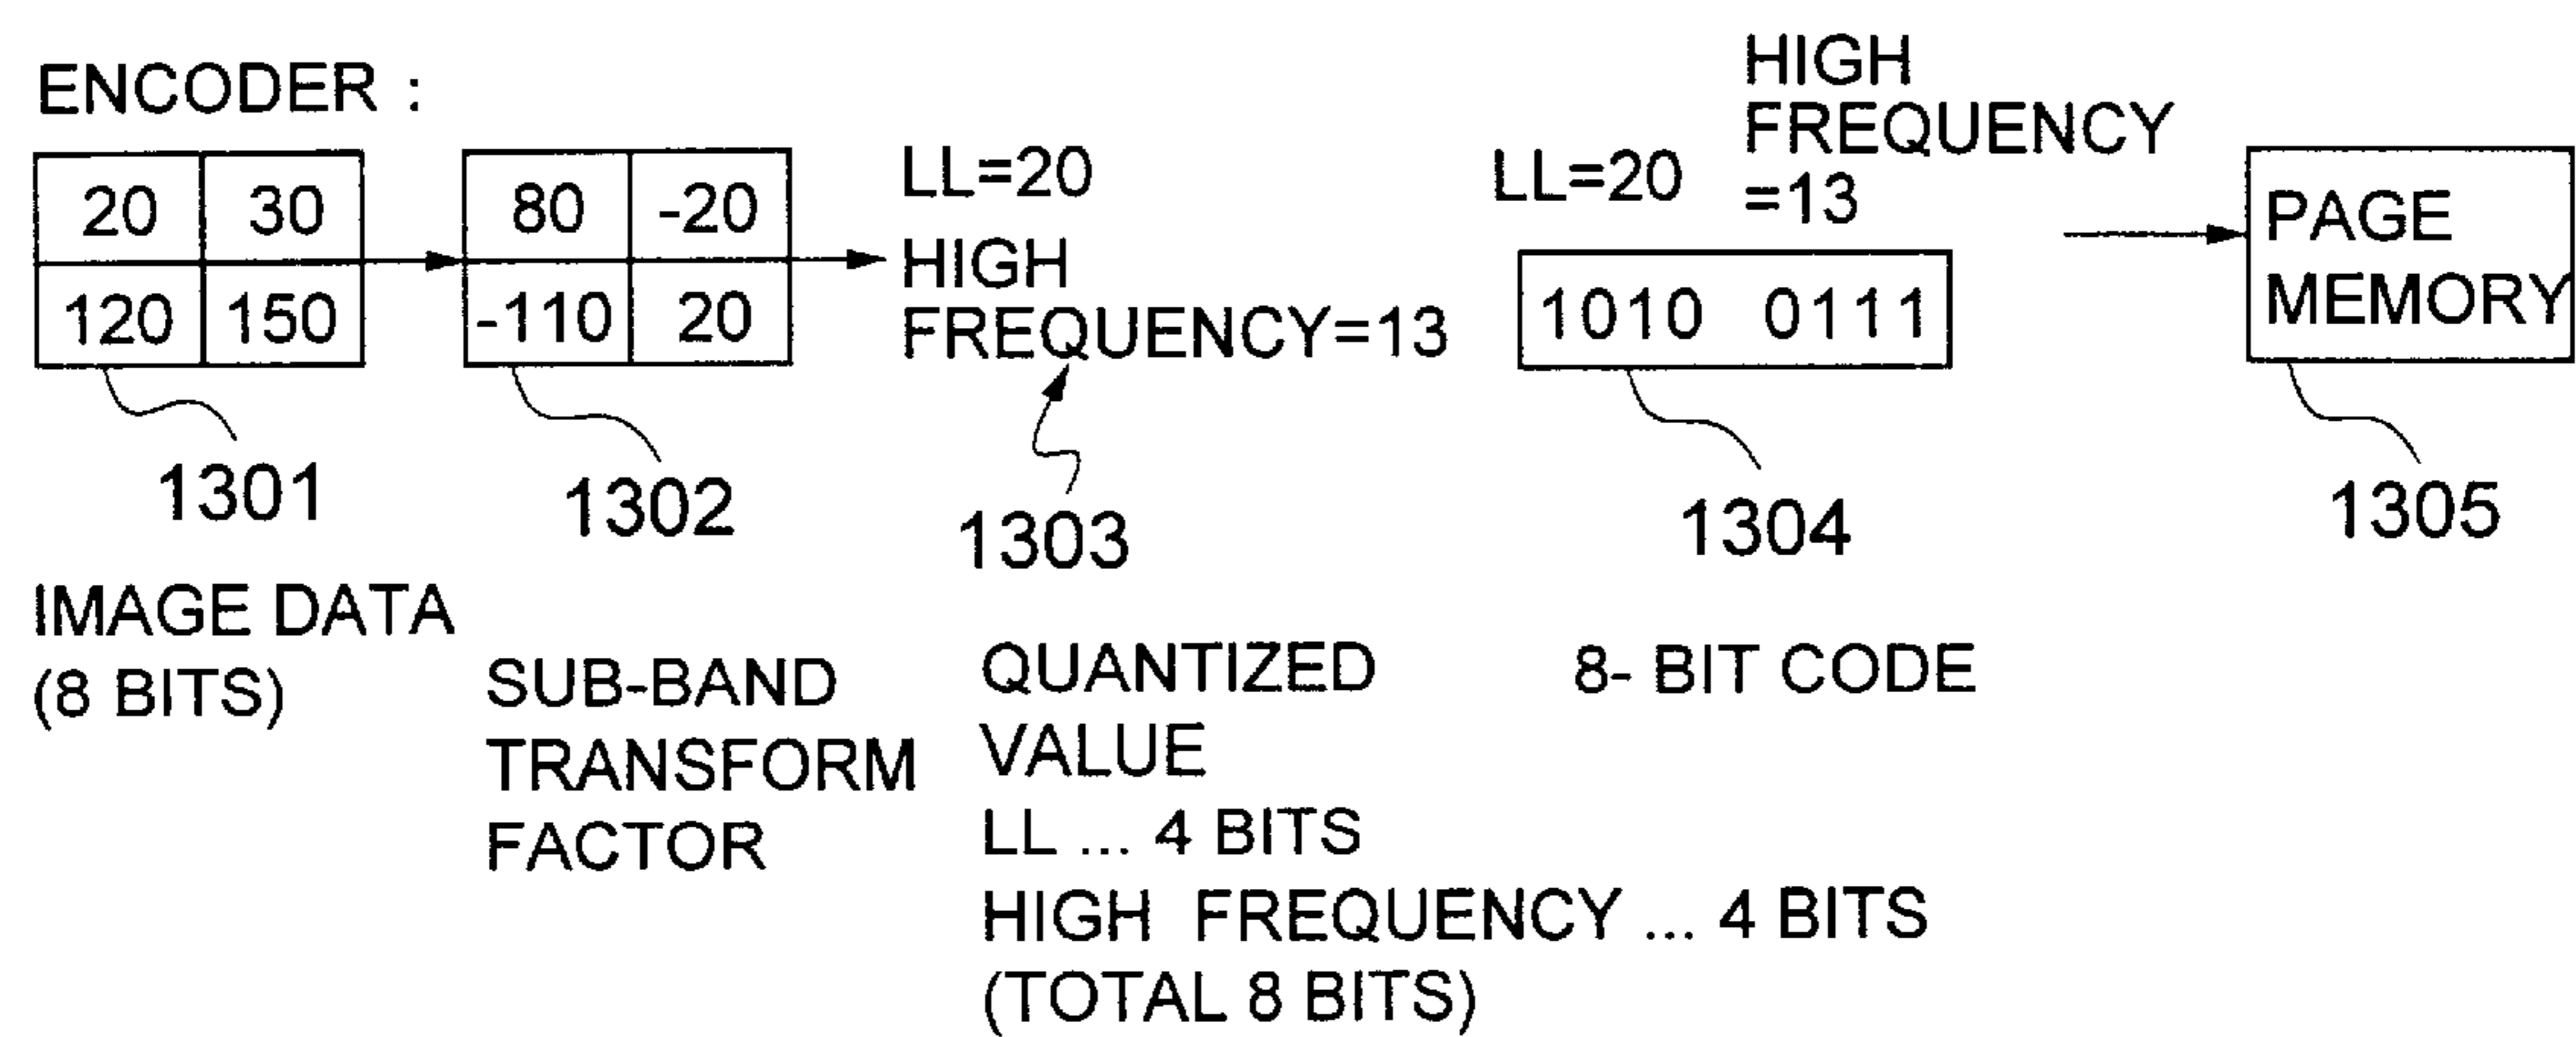 ENCODER :
20 30
120 150
1301
IMAGE DATA
(8 BITS)
80 -20
-110 20
1302
SUB-BAND
TRANSFORM
FACTOR
LL=20
HIGH
FREQUENCY=13
1303
QUANTIZED
VALUE
LL ... 4 BITS
HIGH FREQUENCY ... 4 BITS
(TOTAL 8 BITS)
LL=20
HIGH
FREQUENCY
=13
1010 0111
1304
8- BIT CODE
PAGE
MEMORY
1305